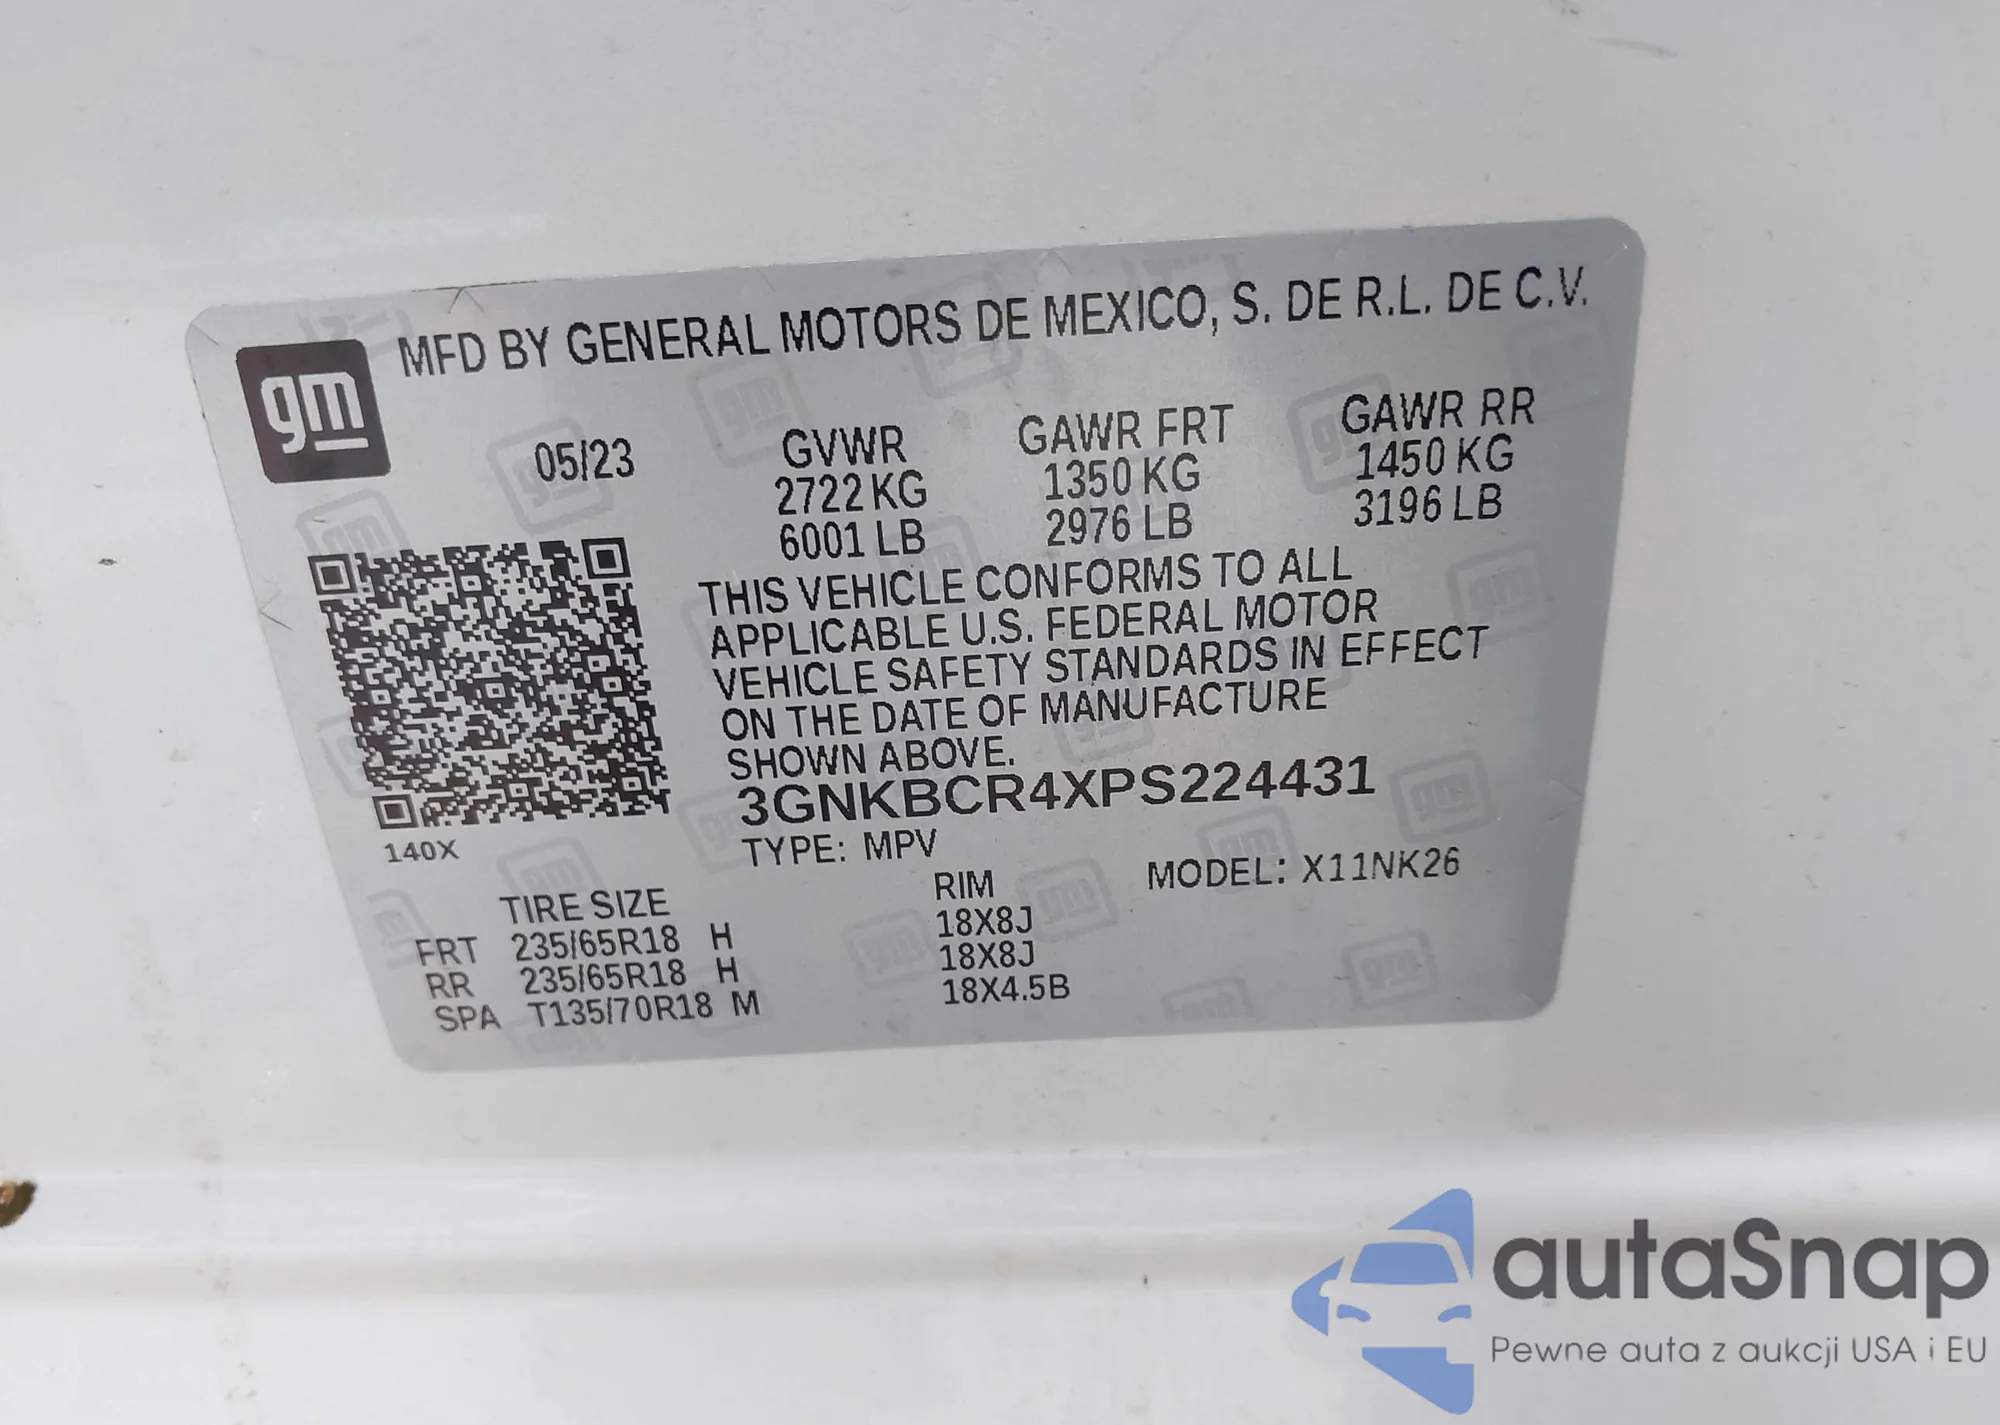 gm
MFD BY GENERAL MOTORS DE MEXICO, S. DE R.L. DE C.V.
05/23 GVWR GAWR FRT GAWR RR
2722 KG 1350 KG 1450 KG
6001 LB 2976 LB 3196 LB
THIS VEHICLE CONFORMS TO ALL
APPLICABLE U.S. FEDERAL MOTOR
VEHICLE SAFETY STANDARDS IN EFFECT
ON THE DATE OF MANUFACTURE
SHOWN ABOVE.
3GNKBCR4XPS224431
140X
TYPE: MPV MODEL: X11NK26
TIRE SIZE RIM
FRT 235/65R18 H 18X8J
RR 235/65R18 H 18X8J
SPA T135/70R18 M 18X4.5B
autaSnap
Pewne auta z aukcji USA i EU